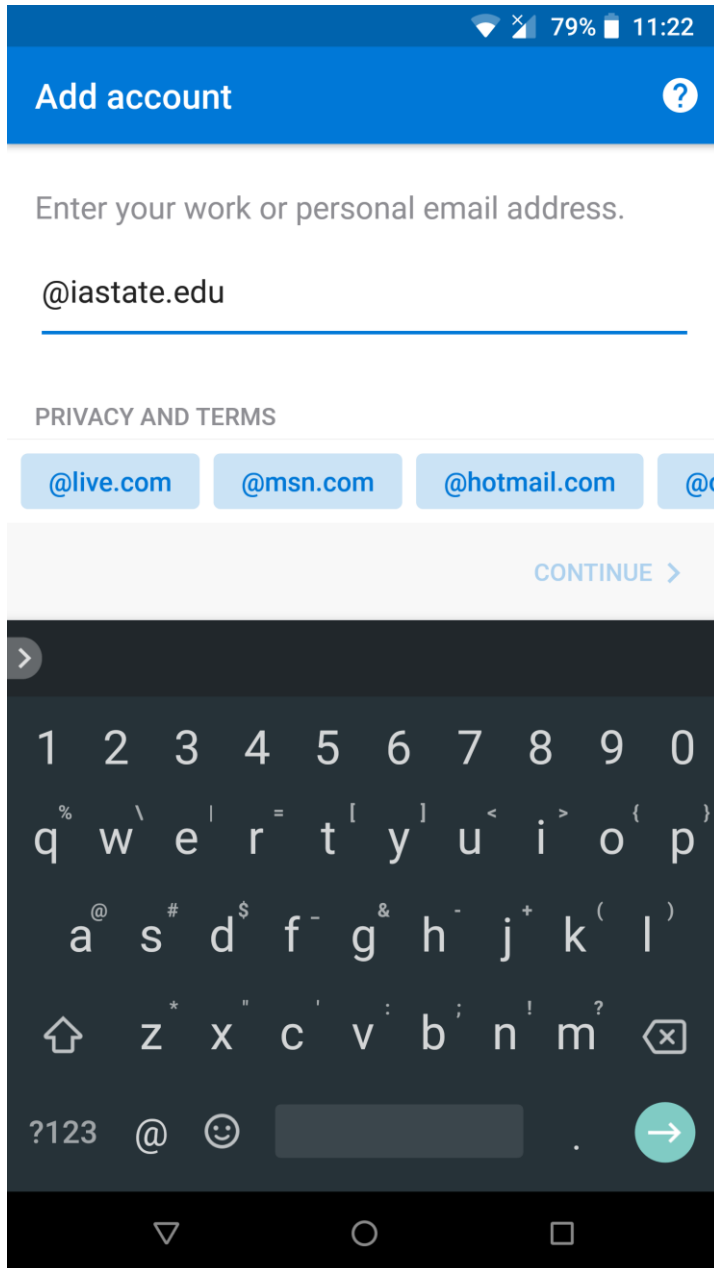 79% 11:22
Add account ?
Enter your work or personal email address.
@iastate.edu
PRIVACY AND TERMS
@live.com @msn.com @hotmail.com
CONTINUE
1 2 3 4 5 6 7 8 9 0
% \ | = [ ] < > { }
q w e r t y u i o p
@ # $ _ & - + ( )
a s d f g h j k l
* " ' : ; ! ?
z x c v b n m
?123 @ .